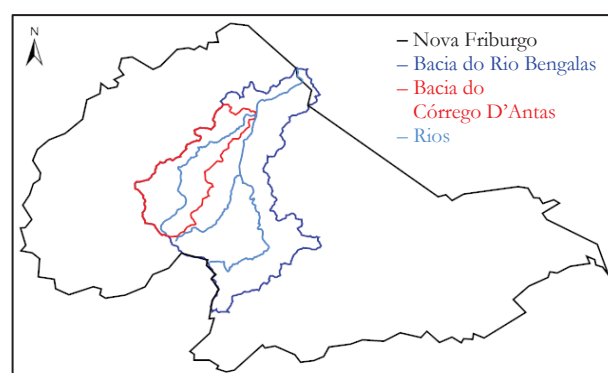 N
– Nova Friburgo
– Bacia do Rio Bengalas
– Bacia do
Córrego D'Antas
– Rios